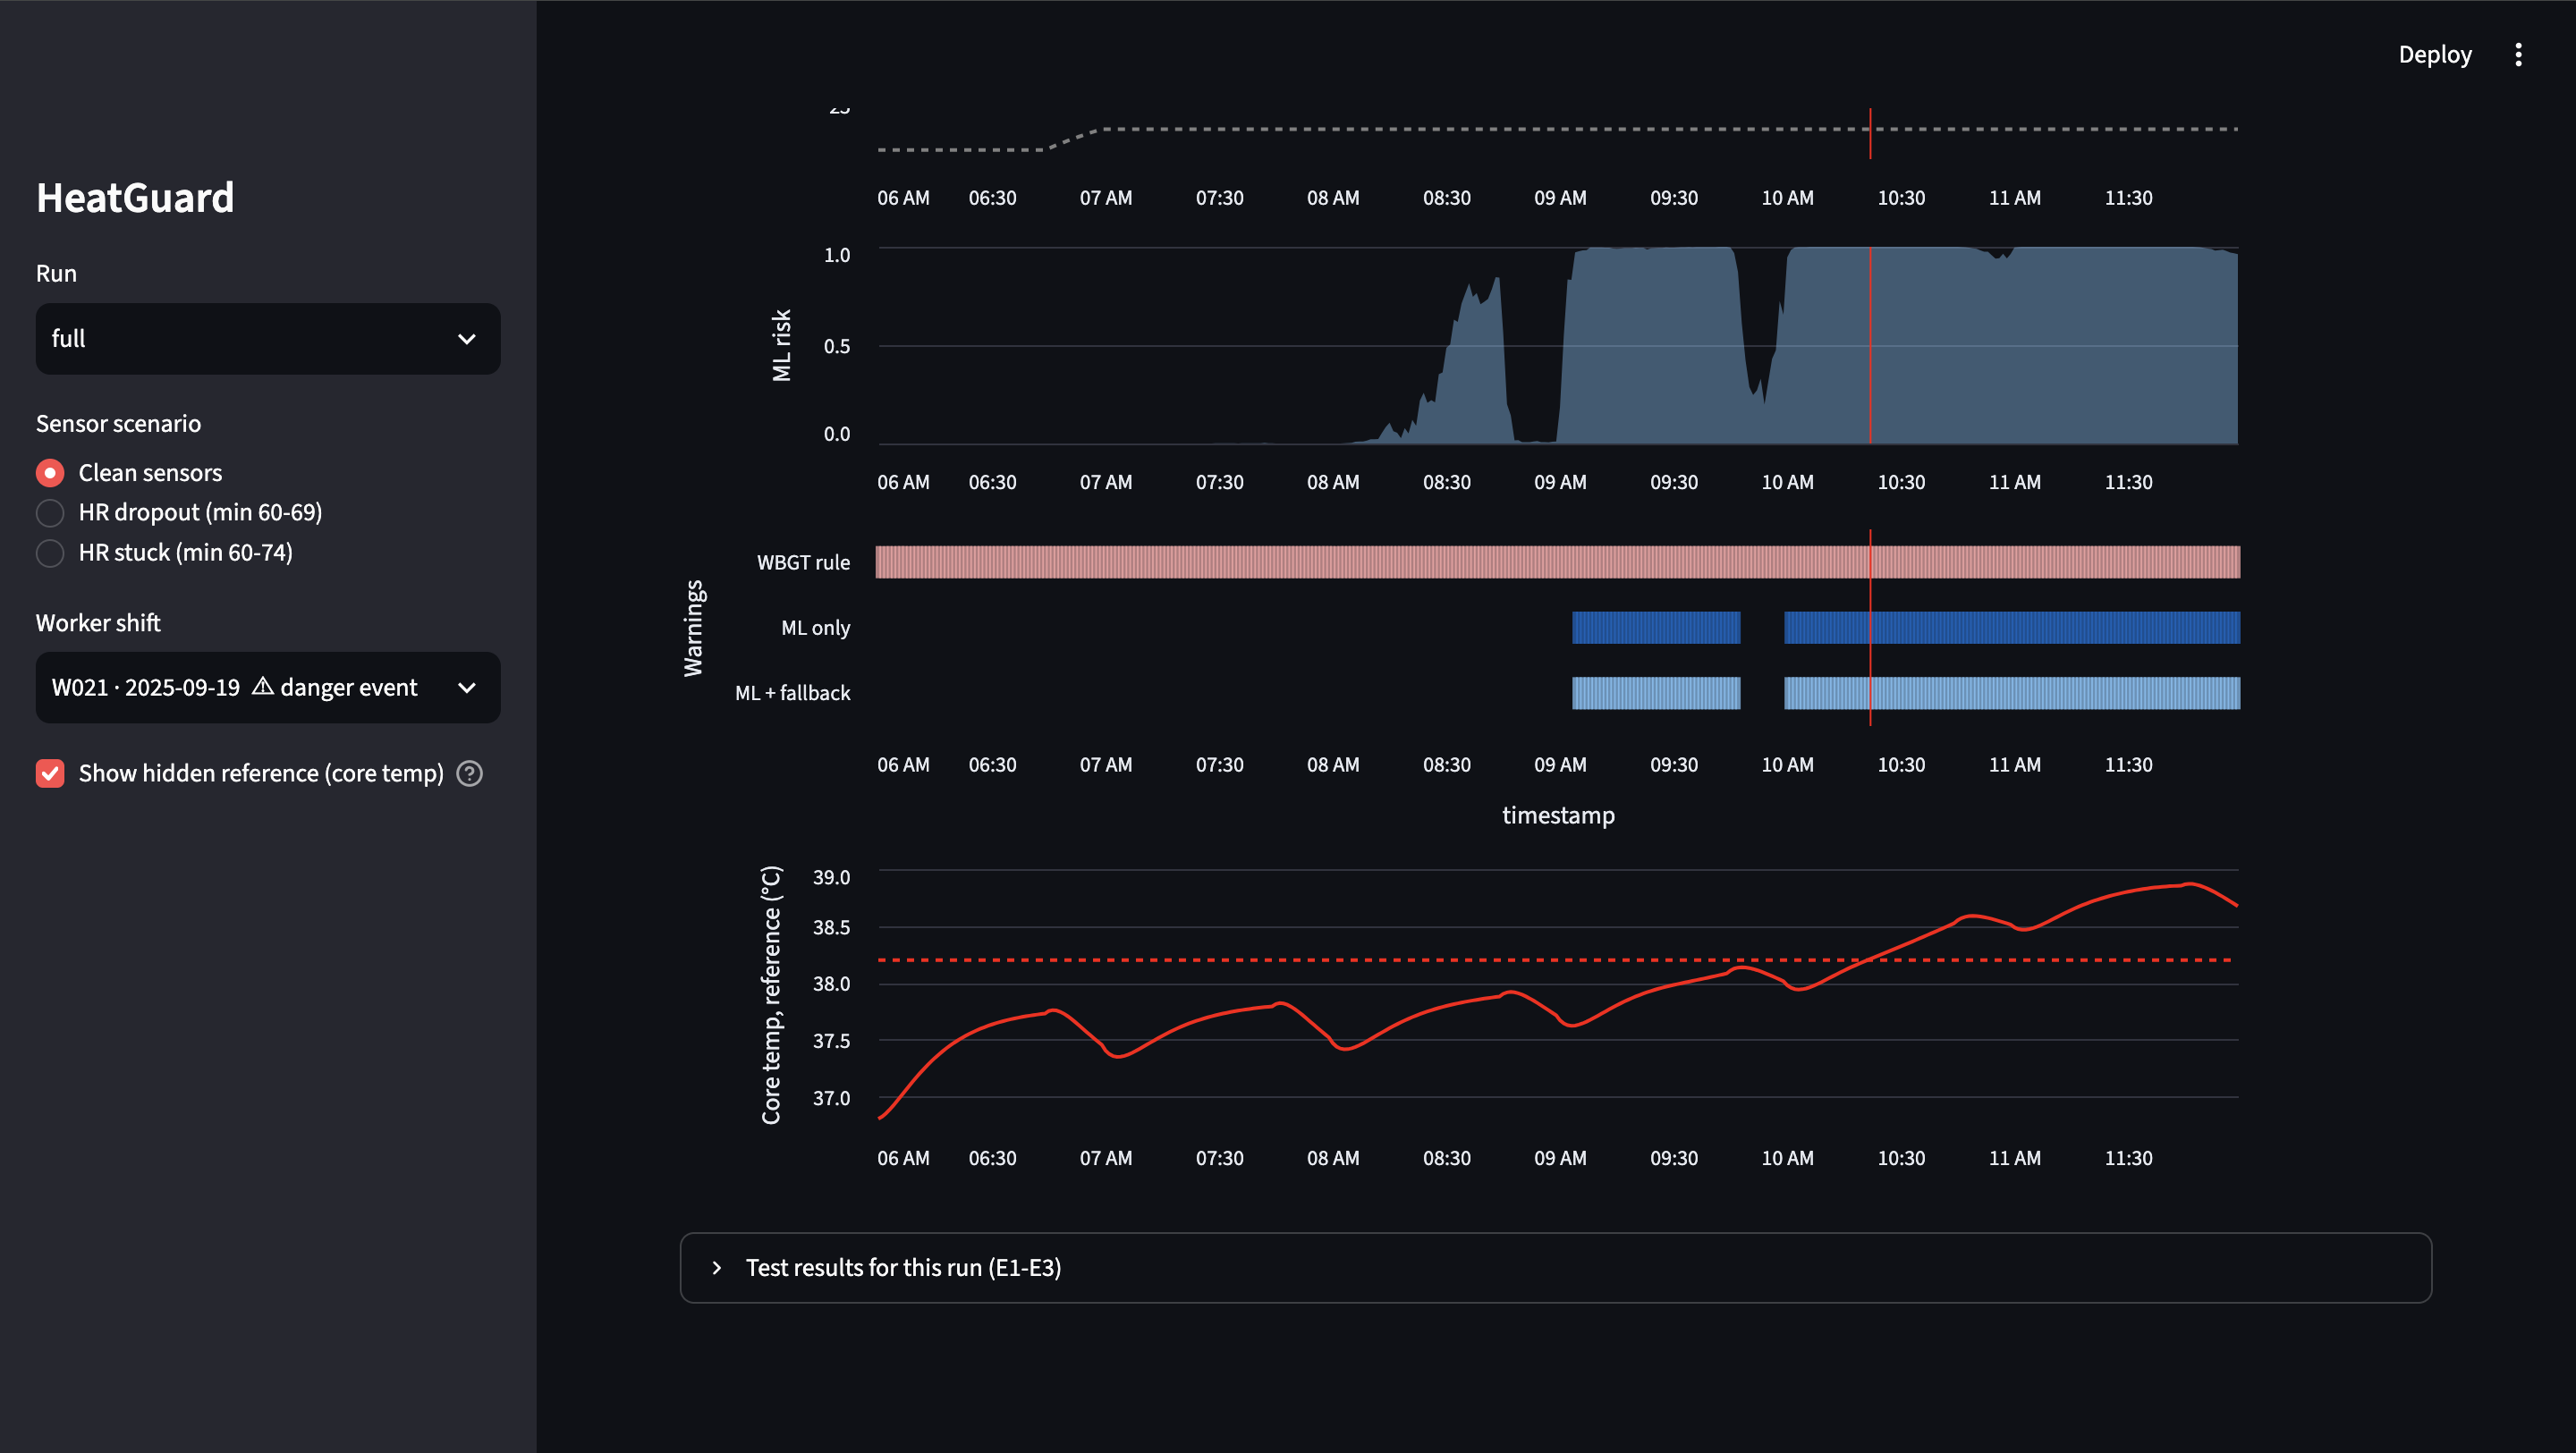 Deploy
HeatGuard
Run
full
Sensor scenario
Clean sensors
HR dropout (min 60-69)
HR stuck (min 60-74)
Worker shift
W021 · 2025-09-19 ⚠ danger event
Show hidden reference (core temp)
06 AM 06:30 07 AM 07:30 08 AM 08:30 09 AM 09:30 10 AM 10:30 11 AM 11:30
ML risk
1.0
0.5
0.0
06 AM 06:30 07 AM 07:30 08 AM 08:30 09 AM 09:30 10 AM 10:30 11 AM 11:30
Warnings
WBGT rule
ML only
ML + fallback
06 AM 06:30 07 AM 07:30 08 AM 08:30 09 AM 09:30 10 AM 10:30 11 AM 11:30
timestamp
Core temp, reference (°C)
39.0
38.5
38.0
37.5
37.0
06 AM 06:30 07 AM 07:30 08 AM 08:30 09 AM 09:30 10 AM 10:30 11 AM 11:30
Test results for this run (E1-E3)